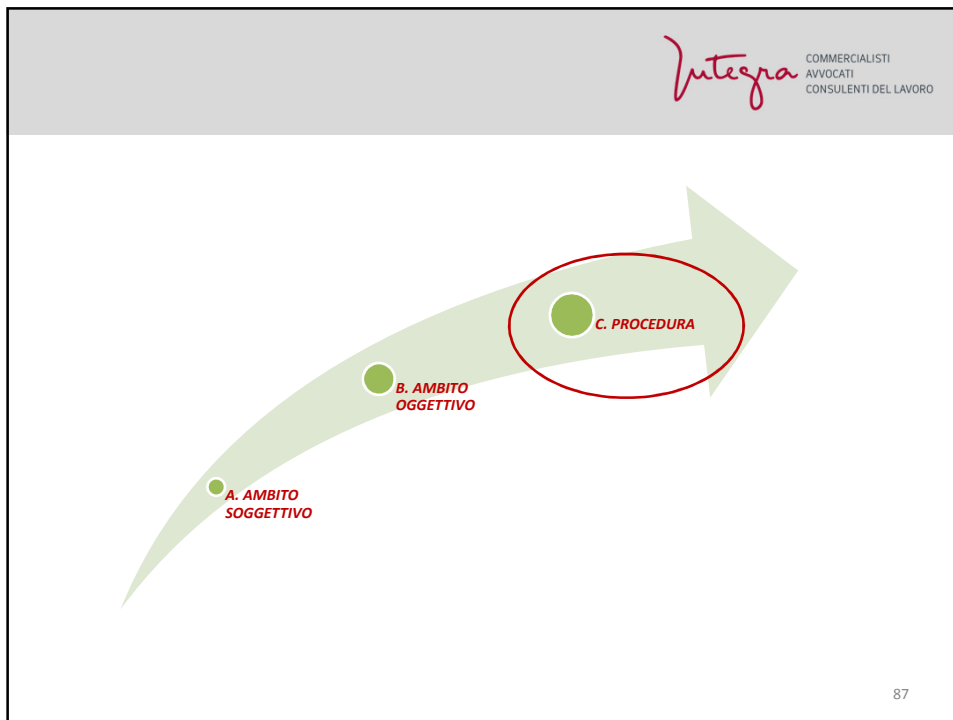 Integra
COMMERCIALISTI
AVVOCATI
CONSULENTI DEL LAVORO
C. PROCEDURA
B. AMBITO
OGGETTIVO
A. AMBITO
SOGGETTIVO
87